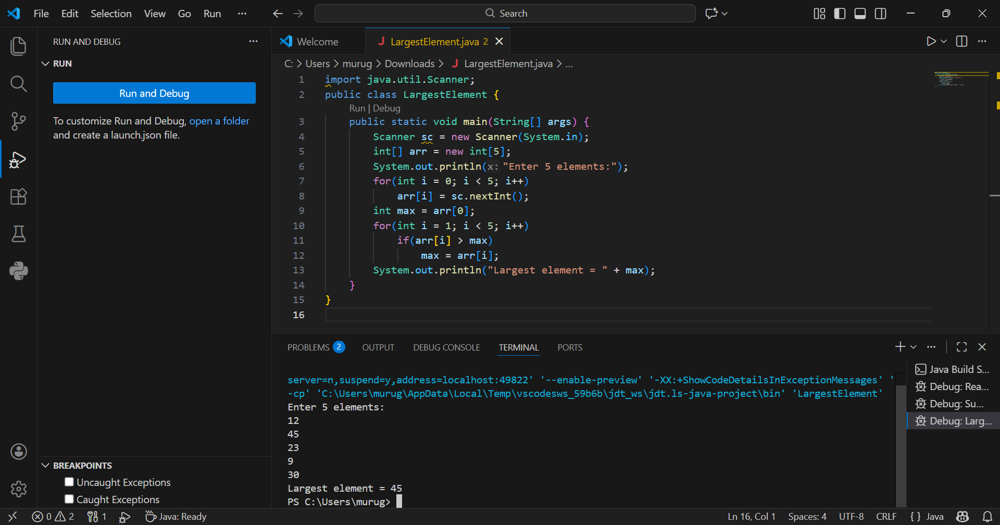 File Edit Selection View Go Run ···
Search
RUN AND DEBUG ···
RUN
Run and Debug
To customize Run and Debug, open a folder
and create a launch.json file.
BREAKPOINTS
Uncaught Exceptions
Caught Exceptions
Welcome
J LargestElement.java 2
C: > Users > murug > Downloads > J LargestElement.java > ...
1 import java.util.Scanner;
2 public class LargestElement {
Run | Debug
3 public static void main(String[] args) {
4 Scanner sc = new Scanner(System.in);
5 int[] arr = new int[5];
6 System.out.println(x: "Enter 5 elements:");
7 for(int i = 0; i < 5; i++)
8 arr[i] = sc.nextInt();
9 int max = arr[0];
10 for(int i = 1; i < 5; i++)
11 if(arr[i] > max)
12 max = arr[i];
13 System.out.println("Largest element = " + max);
14 }
15 }
16
PROBLEMS 2 OUTPUT DEBUG CONSOLE TERMINAL PORTS
server=n,suspend=y,address=localhost:49822' '--enable-preview' '-XX:+ShowCodeDetailsInExceptionMessages' '
-cp' 'C:\Users\murug\AppData\Local\Temp\vscodesws_59b6b\jdt_ws\jdt.ls-java-project\bin' 'LargestElement'
Enter 5 elements:
12
45
23
9
30
Largest element = 45
PS C:\Users\murug>
Java Build S...
Debug: Rea...
Debug: Su...
Debug: Larg...
0 2 1 Java: Ready Ln 16, Col 1 Spaces: 4 UTF-8 CRLF { } Java